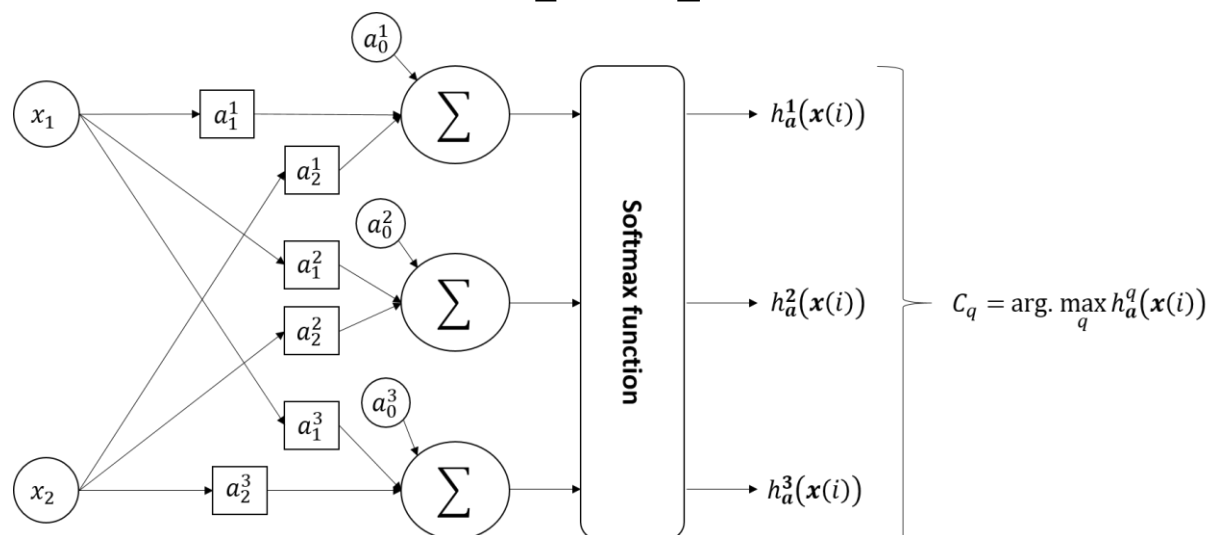 a_0^1
x_1
a_1^1
∑
h_a^1(x(i))
a_2^1
Softmax function
a_0^2
a_1^2
∑
h_a^2(x(i))
C_q = arg. max_q h_a^q(x(i))
a_2^2
a_0^3
a_1^3
x_2
a_2^3
∑
h_a^3(x(i))